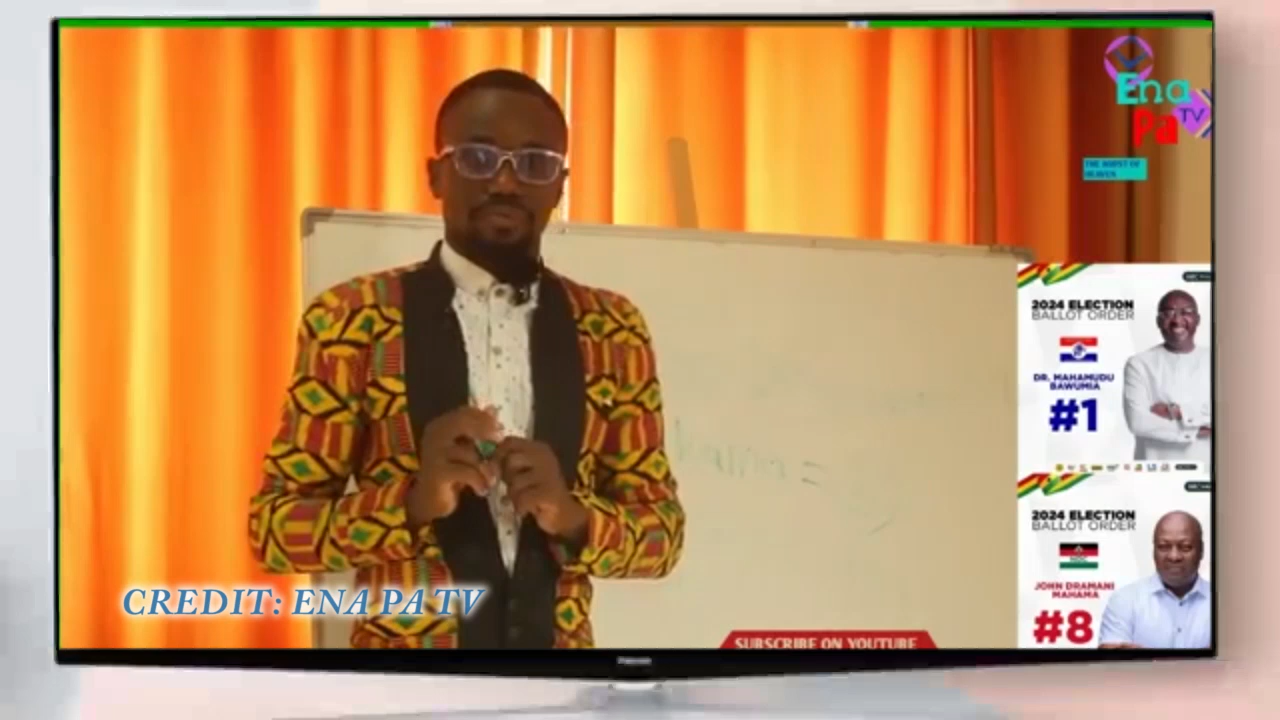 Ena
Pa
TV
2024 ELECTION
BALLOT ORDER
DR. MAHAMUDU
BAWUMIA
#1
2024 ELECTION
BALLOT ORDER
JOHN DRAMANI
MAHAMA
#8
CREDIT: ENA PA TV
SUBSCRIBE ON YOUTUBE